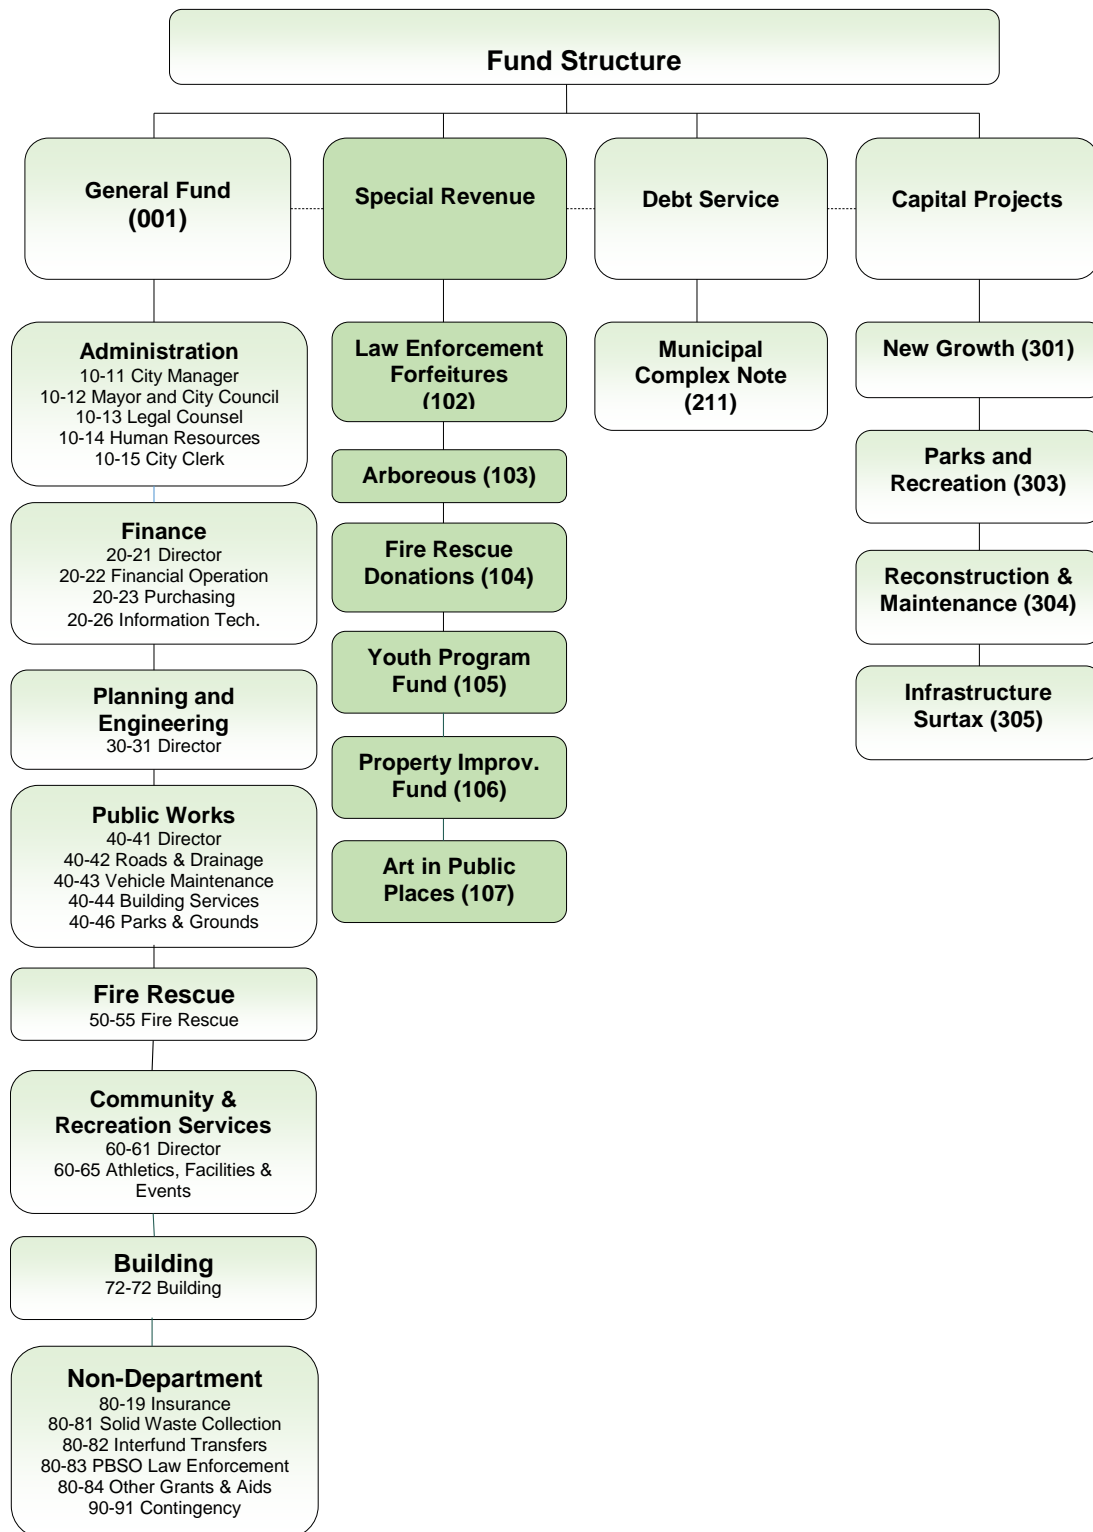 Fund Structure
General Fund
(001)
Special Revenue
Debt Service
Capital Projects
Administration
10-11 City Manager
10-12 Mayor and City Council
10-13 Legal Counsel
10-14 Human Resources
10-15 City Clerk
Finance
20-21 Director
20-22 Financial Operation
20-23 Purchasing
20-26 Information Tech.
Planning and
Engineering
30-31 Director
Public Works
40-41 Director
40-42 Roads & Drainage
40-43 Vehicle Maintenance
40-44 Building Services
40-46 Parks & Grounds
Fire Rescue
50-55 Fire Rescue
Community &
Recreation Services
60-61 Director
60-65 Athletics, Facilities &
Events
Building
72-72 Building
Non-Department
80-19 Insurance
80-81 Solid Waste Collection
80-82 Interfund Transfers
80-83 PBSO Law Enforcement
80-84 Other Grants & Aids
90-91 Contingency
Law Enforcement
Forfeitures
(102)
Arboreous (103)
Fire Rescue
Donations (104)
Youth Program
Fund (105)
Property Improv.
Fund (106)
Art in Public
Places (107)
Municipal
Complex Note
(211)
New Growth (301)
Parks and
Recreation (303)
Reconstruction &
Maintenance (304)
Infrastructure
Surtax (305)